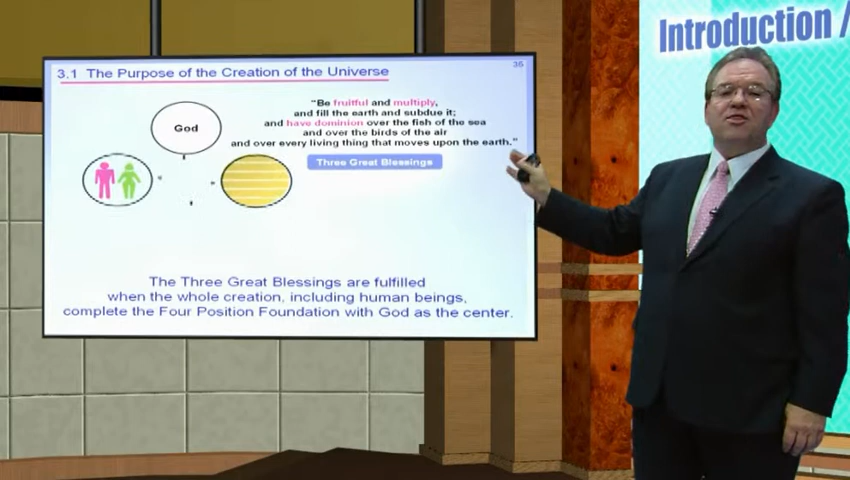 Introduction /
3.1 The Purpose of the Creation of the Universe
35
"Be fruitful and multiply,
and fill the earth and subdue it;
and have dominion over the fish of the sea
and over the birds of the air
and over every living thing that moves upon the earth."
God
Three Great Blessings
The Three Great Blessings are fulfilled
when the whole creation, including human beings,
complete the Four Position Foundation with God as the center.